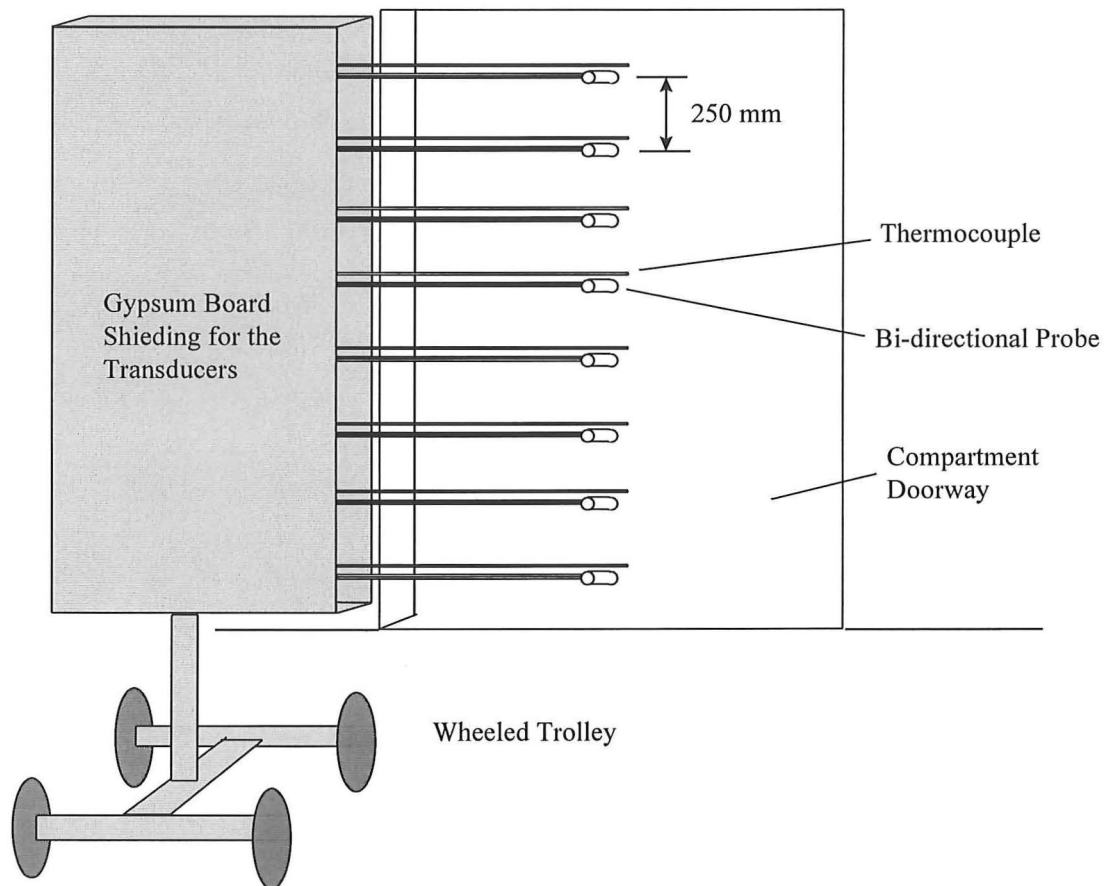 250 mm
Thermocouple
Gypsum Board
Shieding for the
Transducers
Bi-directional Probe
Compartment
Doorway
Wheeled Trolley